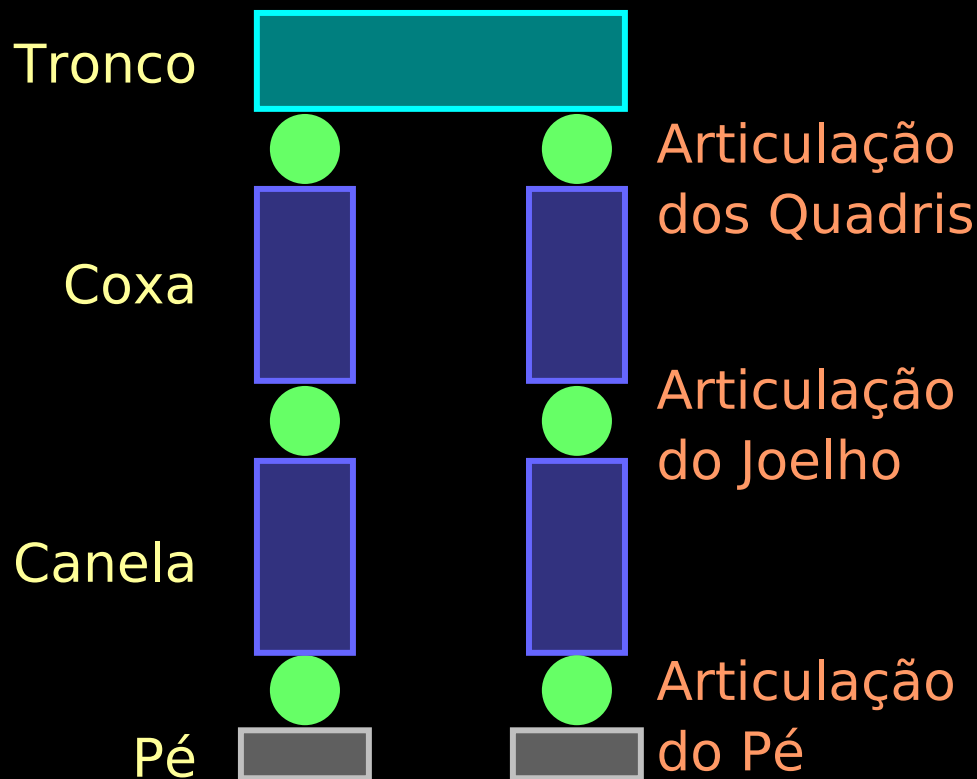 Tronco
Articulação
dos Quadris
Coxa
Articulação
do Joelho
Canela
Articulação
do Pé
Pé